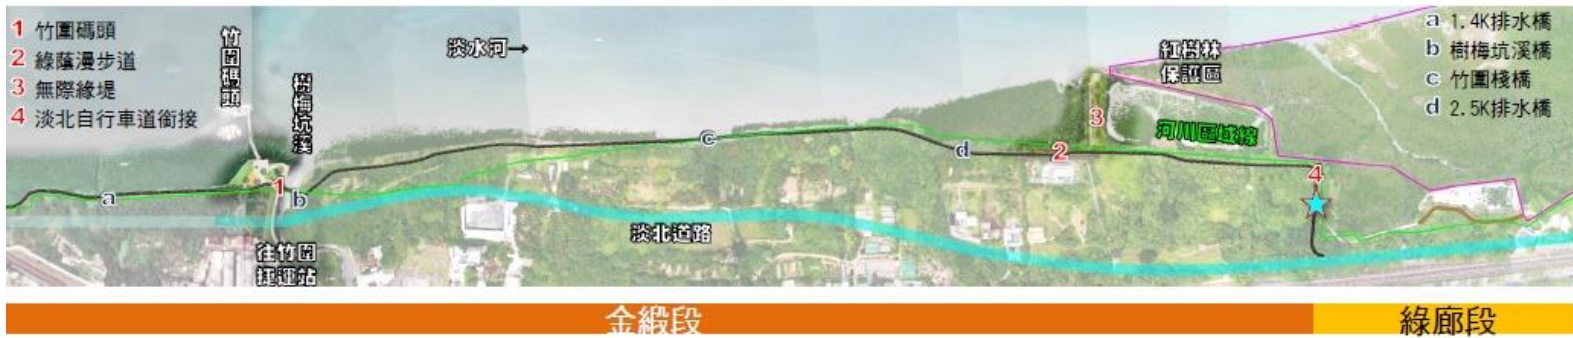 1 竹圍碼頭
2 綠蔭漫步道
3 無際綠堤
4 淡北自行車道銜接
竹圍碼頭
樹梅坑溪
淡水河→
紅樹林
保護區
河川區域線
a 1.4K排水橋
b 樹梅坑溪橋
c 竹圍棧橋
d 2.5K排水橋
a
1
b
c
d
2
3
4
往竹圍
捷運站
淡北道路
金緞段
綠廊段